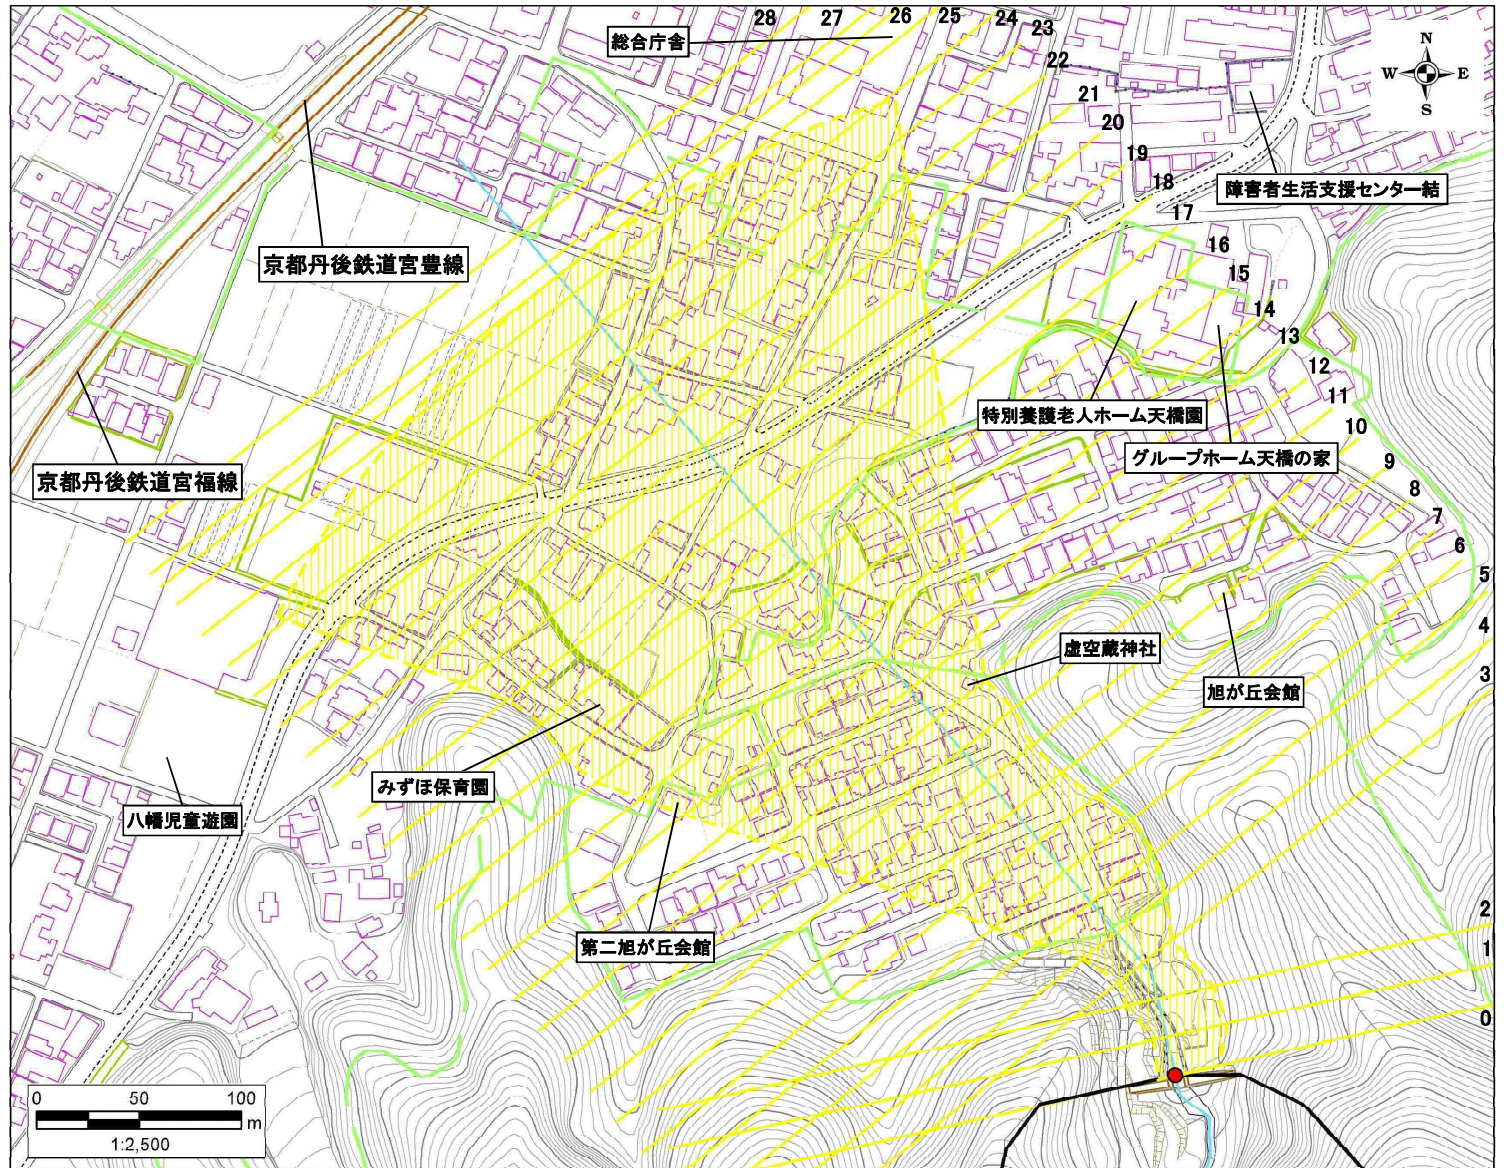 28
27
26
25
24
23
22
21
20
19
18
17
16
15
14
13
12
11
10
9
8
7
6
5
4
3
2
1
0
N
W
E
S
総合庁舎
障害者生活支援センター結
京都丹後鉄道宮豊線
特別養護老人ホーム天橋園
グループホーム天橋の家
京都丹後鉄道宮福線
虚空蔵神社
旭が丘会館
みずほ保育園
八幡児童遊園
第二旭が丘会館
0 50 100
m
1:2,500